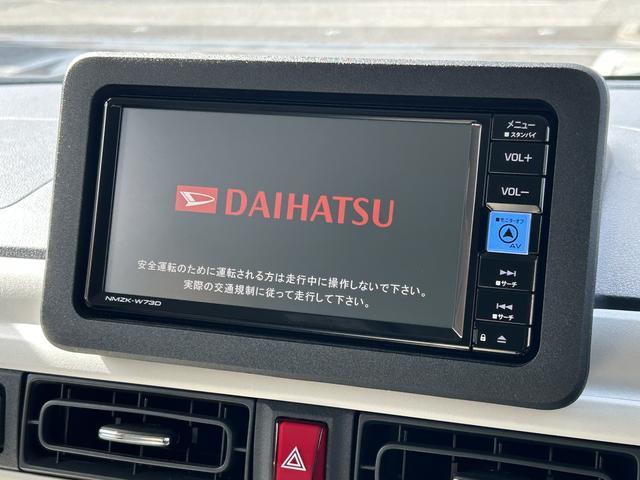 DAIHATSU
安全運転のために運転される方は走行中に操作しないで下さい。
実際の交通規制に従って走行して下さい。
NMZK-W73D
メニュー
■スタンバイ
VOL+
VOL−
■モニターオフ
AV
■サーチ
■サーチ